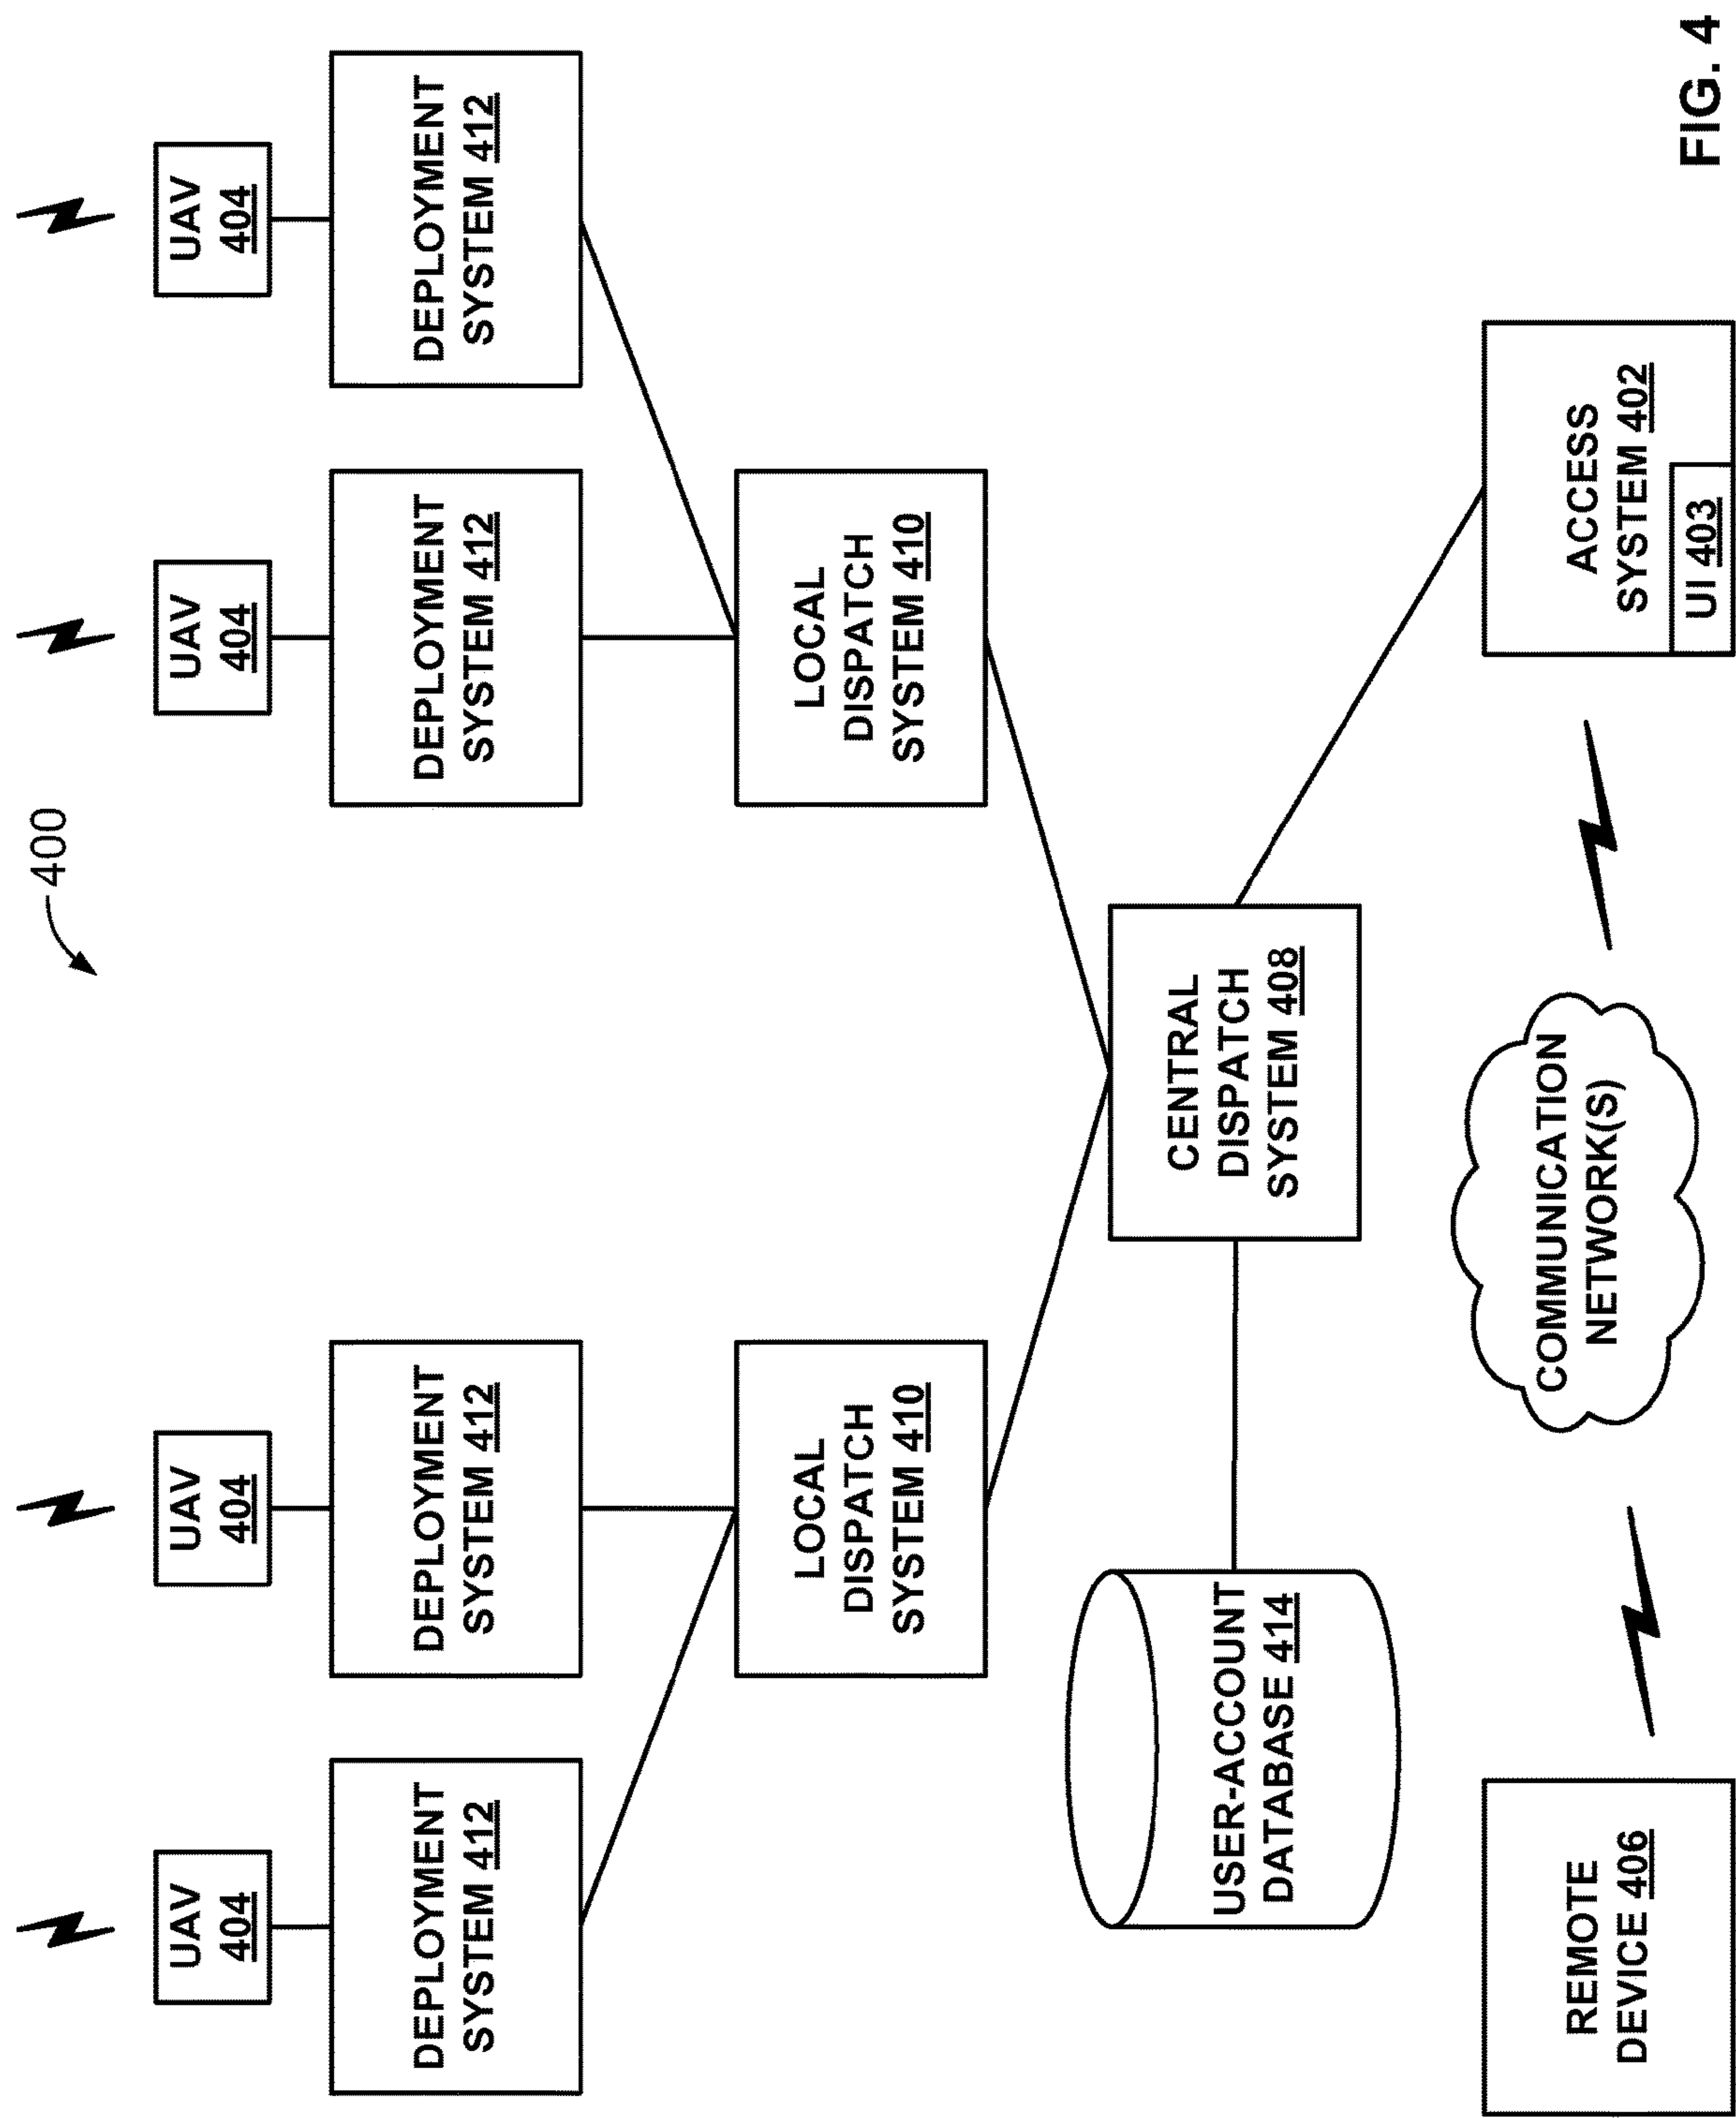 400
UAV
404
UAV
404
UAV
404
UAV
404
DEPLOYMENT
SYSTEM 412
DEPLOYMENT
SYSTEM 412
DEPLOYMENT
SYSTEM 412
DEPLOYMENT
SYSTEM 412
LOCAL
DISPATCH
SYSTEM 410
LOCAL
DISPATCH
SYSTEM 410
USER-ACCOUNT
DATABASE 414
CENTRAL
DISPATCH
SYSTEM 408
REMOTE
DEVICE 406
COMMUNICATION
NETWORK(S)
ACCESS
SYSTEM 402
UI 403
FIG. 4